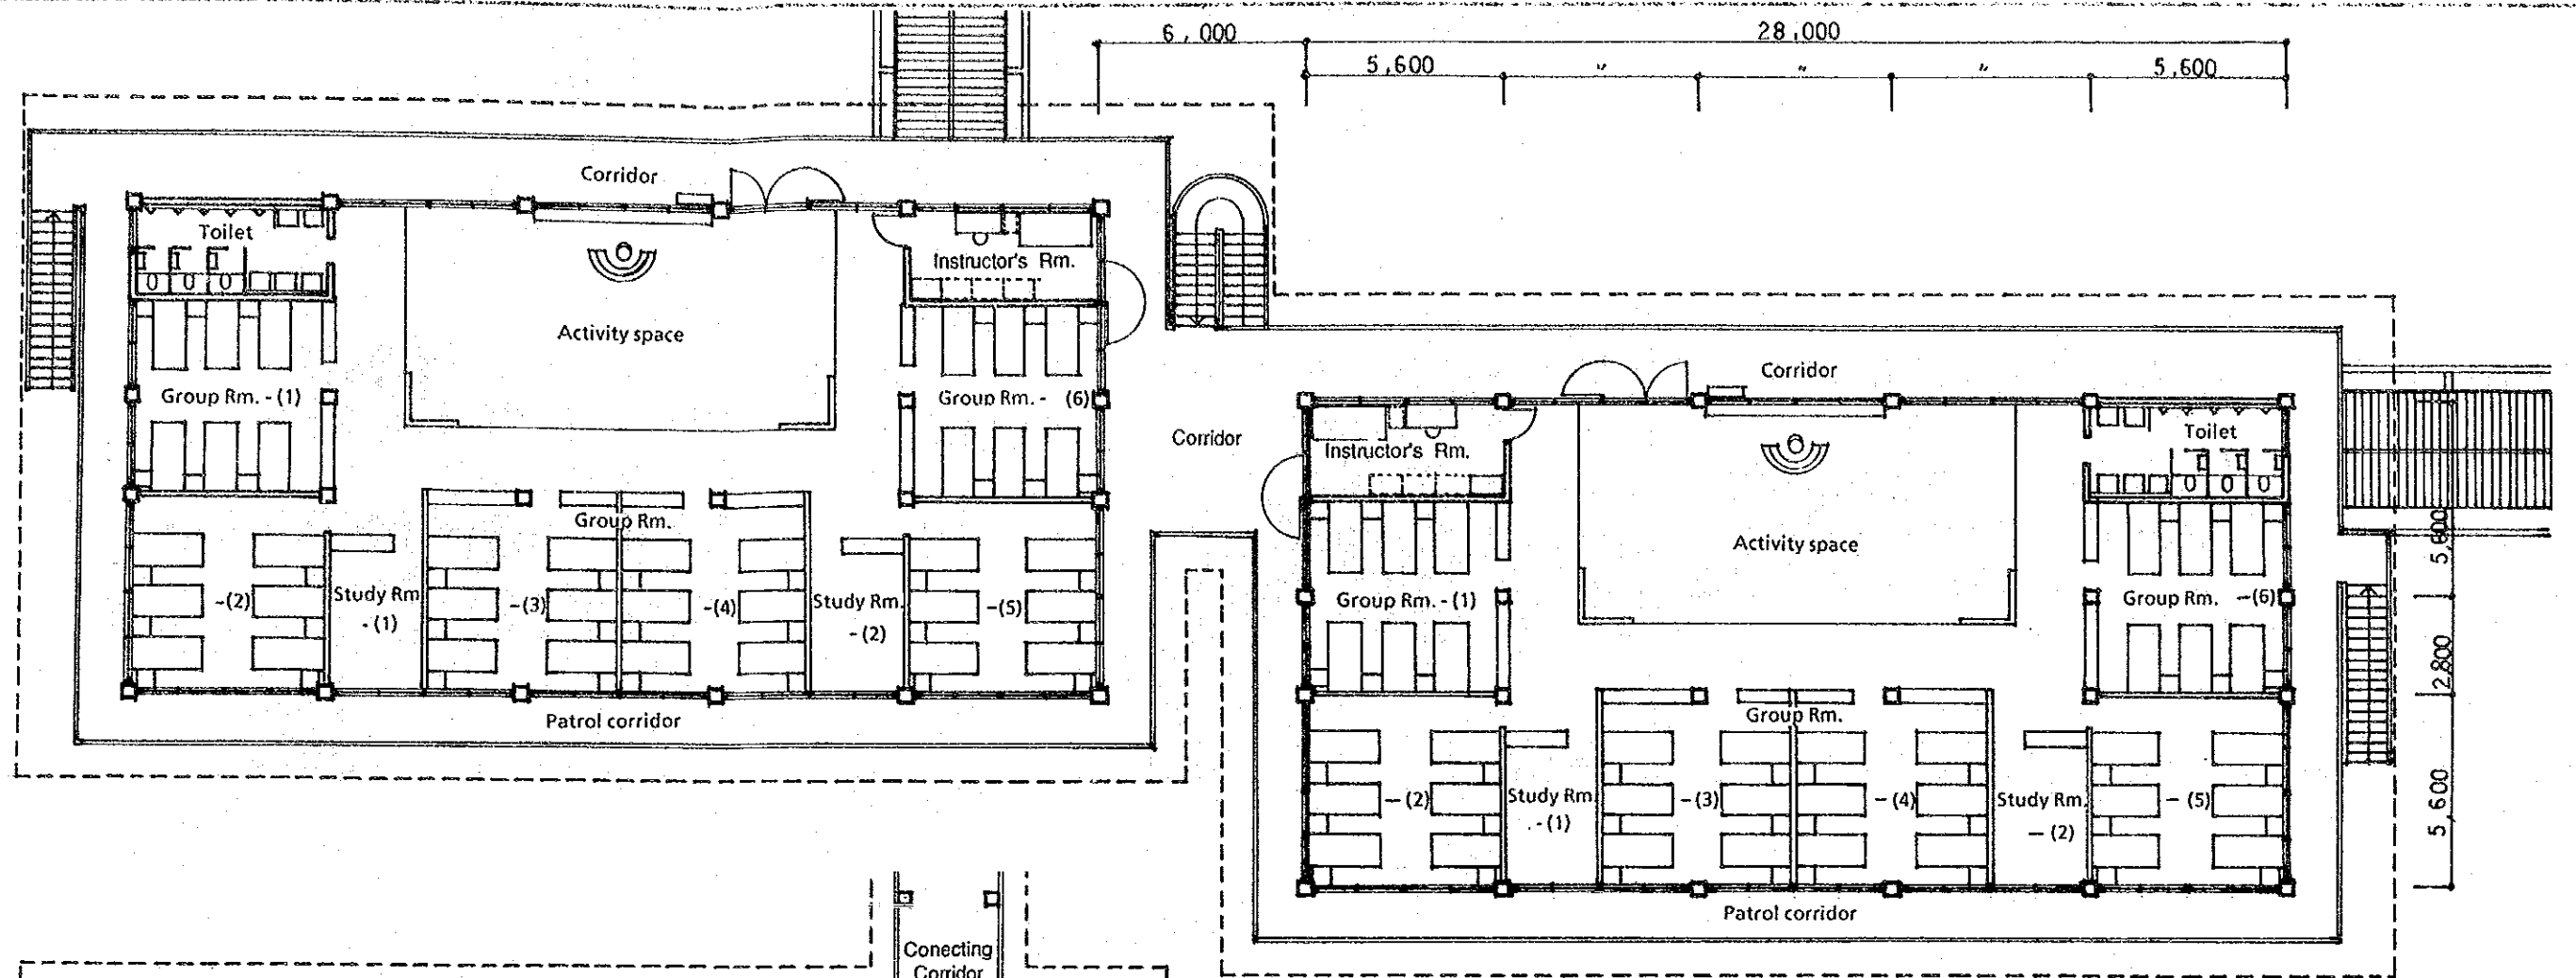 6,000
28,000
5,600 〃 〃 〃 5,600
Corridor
Toilet
Instructor's Rm.
Activity space
Group Rm. - (1)
Group Rm. - (6)
Corridor
Group Rm.
-(2)
Study Rm
- (1)
-(3)
-(4)
Study Rm.
- (2)
-(5)
Patrol corridor
Corridor
Instructor's Rm.
Toilet
Activity space
Group Rm. - (1)
Group Rm. -(6)
Group Rm.
- (2)
Study Rm.
- (1)
- (3)
- (4)
Study Rm.
- (2)
- (5)
Patrol corridor
5,600
2,800
5,600
Conecting
Corridor